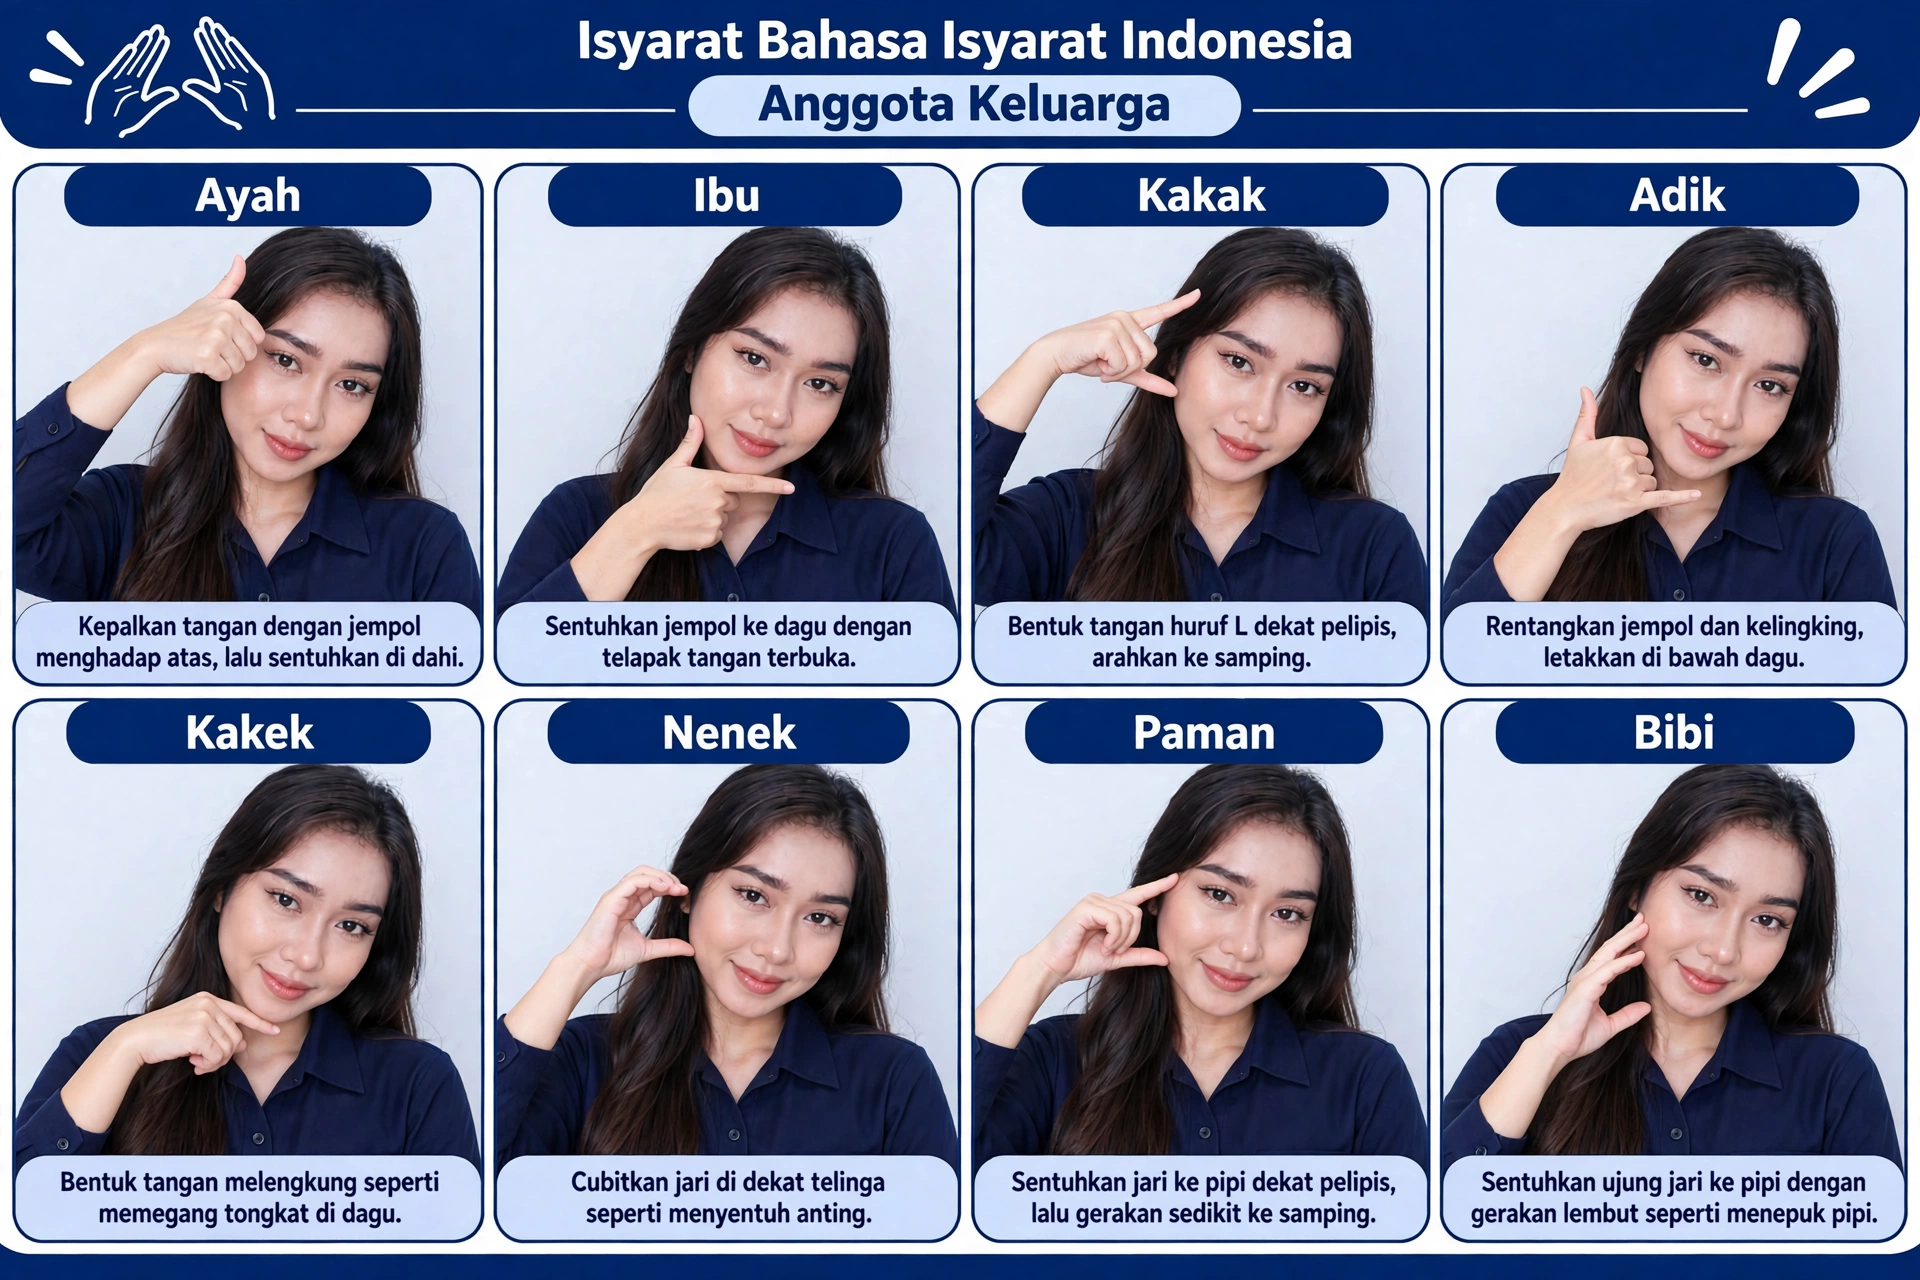 Isyarat Bahasa Isyarat Indonesia
Anggota Keluarga
Ayah
Kepalkan tangan dengan jempol
menghadap atas, lalu sentuhkan di dahi.
Ibu
Sentuhkan jempol ke dagu dengan
telapak tangan terbuka.
Kakak
Bentuk tangan huruf L dekat pelipis,
arahkan ke samping.
Adik
Rentangkan jempol dan kelingking,
letakkan di bawah dagu.
Kakek
Bentuk tangan melengkung seperti
memegang tongkat di dagu.
Nenek
Cubitkan jari di dekat telinga
seperti menyentuh anting.
Paman
Sentuhkan jari ke pipi dekat pelipis,
lalu gerakan sedikit ke samping.
Bibi
Sentuhkan ujung jari ke pipi dengan
gerakan lembut seperti menepuk pipi.